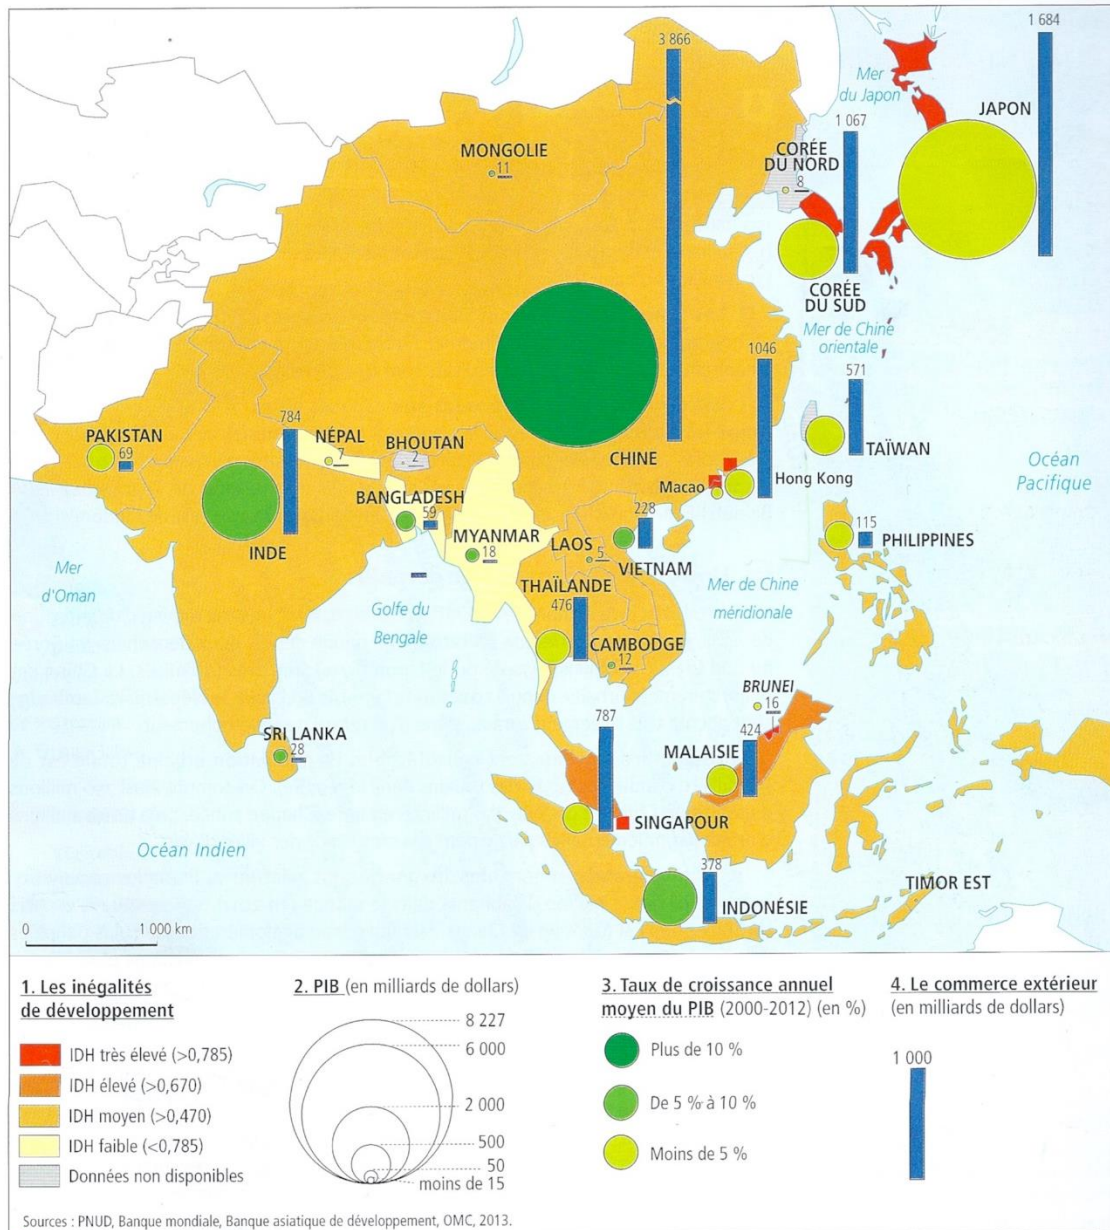 3 866
1 684
Mer
du Japon
JAPON
1 067
CORÉE
DU NORD
8
MONGOLIE
11
CORÉE
DU SUD
Mer de Chine
orientale
1046
571
784
PAKISTAN
69
NÉPAL
7
BHOUTAN
2
CHINE
TAÏWAN
Océan
Pacifique
Macao
Hong Kong
BANGLADESH
59
228
INDE
MYANMAR
18
LAOS
5
VIETNAM
115
PHILIPPINES
Mer
d'Oman
Golfe du
Bengale
THAÏLANDE
476
Mer de Chine
méridionale
CAMBODGE
12
BRUNEI
16
SRI LANKA
28
787
MALAISIE
424
SINGAPOUR
Océan Indien
378
INDONÉSIE
TIMOR EST
0 1 000 km
1. Les inégalités
de développement
IDH très élevé (>0,785)
IDH élevé (>0,670)
IDH moyen (>0,470)
IDH faible (<0,785)
Données non disponibles
2. PIB (en milliards de dollars)
8 227
6 000
2 000
500
50
moins de 15
3. Taux de croissance annuel
moyen du PIB (2000-2012) (en %)
Plus de 10 %
De 5 % à 10 %
Moins de 5 %
4. Le commerce extérieur
(en milliards de dollars)
1 000
Sources : PNUD, Banque mondiale, Banque asiatique de développement, OMC, 2013.